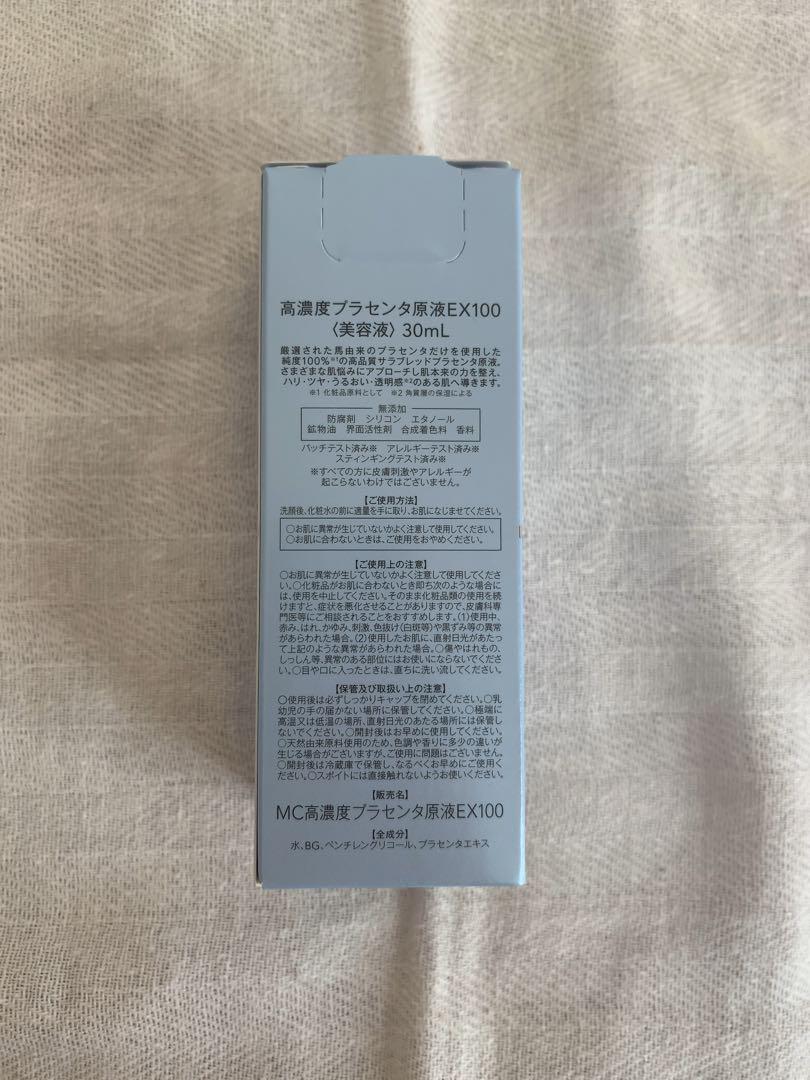 高濃度プラセンタ原液EX100
〈美容液〉30mL
厳選された馬由来のプラセンタだけを使用した
純度100%※1の高品質サラブレッドプラセンタ原液。
さまざまな肌悩みにアプローチし肌本来の力を整え、
ハリ・ツヤ・うるおい・透明感※2のある肌へ導きます。
※1 化粧品原料として ※2 角質層の保湿による
無添加
防腐剤 シリコン エタノール
鉱物油 界面活性剤 合成着色料 香料
パッチテスト済み※ アレルギーテスト済み※
スティンギングテスト済み※
※すべての方に皮膚刺激やアレルギーが
起こらないわけではございません。
【ご使用方法】
洗顔後、化粧水の前に適量を手に取り、お肌になじませてください。
○お肌に異常が生じていないかよく注意して使用してください。
○お肌に合わないときは、ご使用をおやめください。
【ご使用上の注意】
○お肌に異常が生じていないかよく注意して使用してくださ
い。○化粧品がお肌に合わないとき即ち次のような場合に
は、使用を中止してください。そのまま化粧品類の使用を続
けますと、症状を悪化させることがありますので、皮膚科専
門医等にご相談されることをおすすめします。(1)使用中、
赤み、はれ、かゆみ、刺激、色抜け(白斑等)や黒ずみ等の異常
があらわれた場合。(2)使用したお肌に、直射日光があたっ
て上記のような異常があらわれた場合。○傷やはれもの、
しっしん等、異常のある部位にはお使いにならないでくださ
い。○目や口に入ったときは、直ちに洗い流してください。
【保管及び取扱い上の注意】
○使用後は必ずしっかりキャップを閉めてください。○乳
幼児の手の届かない場所に保管してください。○極端に
高温又は低温の場所、直射日光のあたる場所には保管し
ないでください。○開封後はお早めに使用してください。
○天然由来原料使用のため、色調や香りに多少の違いが
生じる場合がございますが、ご使用に問題はございません。
○開封後は冷蔵庫で保管し、なるべくお早めにご使用くだ
さい。○スポイトには直接触れないようお使いください。
【販売名】
MC高濃度プラセンタ原液EX100
【全成分】
水、BG、ペンチレングリコール、プラセンタエキス